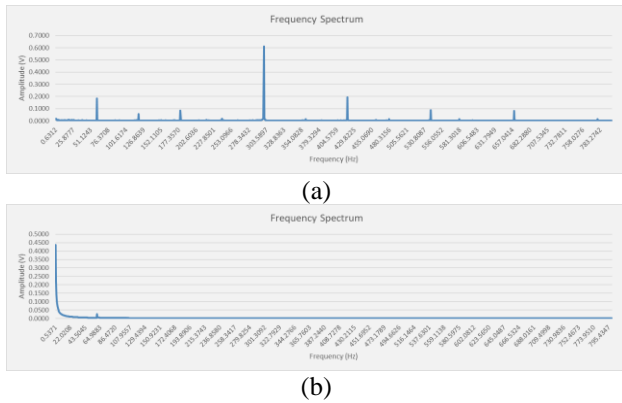 Frequency Spectrum
Amplitude (V)
0.7000
0.6000
0.5000
0.4000
0.3000
0.2000
0.1000
0.0000
0.6312 25.8777 51.1243 76.3708 101.6174 126.8639 152.1105 177.3570 202.6036 227.8501 253.0966 278.3432 303.5897 328.8363 354.0828 379.3294 404.5759 429.8225 455.0690 480.3156 505.5621 530.8087 556.0552 581.3018 606.5483 631.7949 657.0414 682.2880 707.5345 732.7811 758.0276 783.2742
Frequency (Hz)
(a)
Frequency Spectrum
Amplitude (V)
0.5000
0.4500
0.4000
0.3500
0.3000
0.2500
0.2000
0.1500
0.1000
0.0500
0.0000
0.5371 22.0208 43.5045 64.9883 86.4720 107.9557 129.4394 150.9231 172.4068 193.8906 215.3743 236.8580 258.3417 279.8254 301.3092 322.7929 344.2766 365.7603 387.2440 408.7278 430.2115 451.6952 473.1789 494.6626 516.1464 537.6301 559.1138 580.5975 602.0812 623.5650 645.0487 666.5324 688.0161 709.4998 730.9836 752.4673 773.9510 795.4347
Frequency (Hz)
(b)